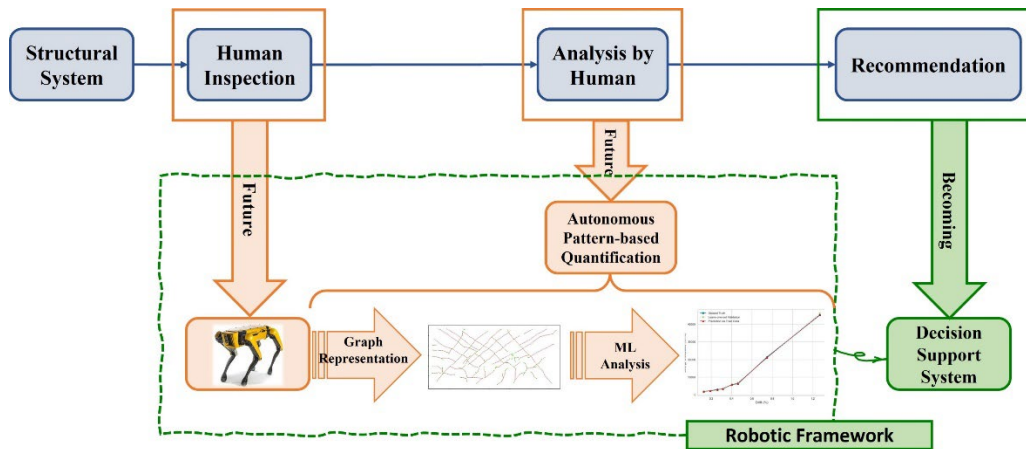 Structural
System
Human
Inspection
Analysis by
Human
Recommendation
Future
Future
Becoming
Autonomous
Pattern-based
Quantification
Graph
Representation
ML
Analysis
Decision
Support
System
Robotic Framework